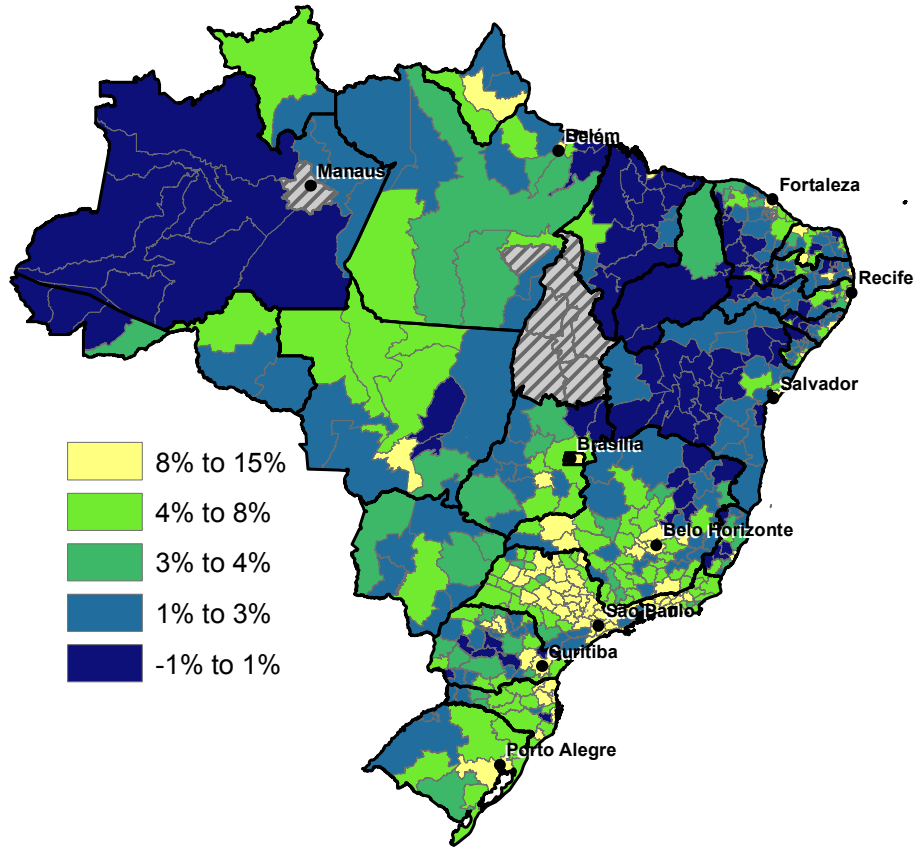 Belém
Manaus
Fortaleza
Recife
Salvador
Brasília
8% to 15%
4% to 8%
Belo Horizonte
3% to 4%
1% to 3%
São Paulo
Curitiba
-1% to 1%
Porto Alegre